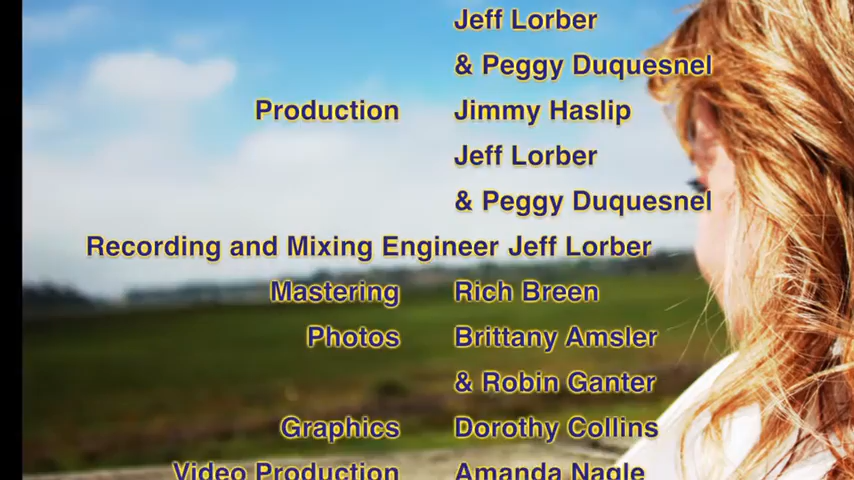 Jeff Lorber
& Peggy Duquesnel
Production Jimmy Haslip
Jeff Lorber
& Peggy Duquesnel
Recording and Mixing Engineer Jeff Lorber
Mastering Rich Breen
Photos Brittany Amsler
& Robin Ganter
Graphics Dorothy Collins
Video Production Amanda Nagle